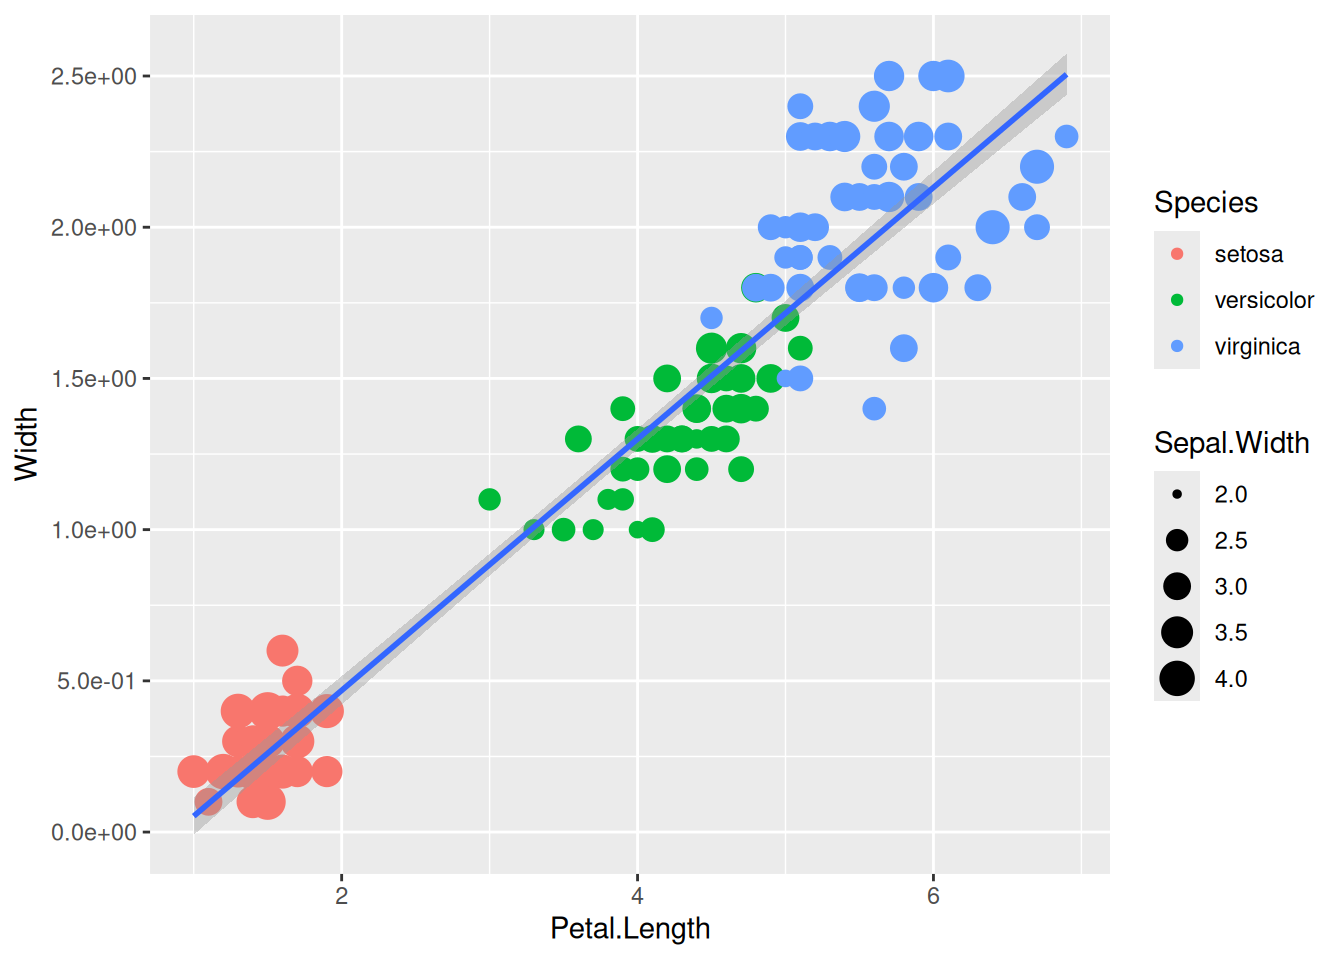 2.5e+00
2.0e+00
1.5e+00
1.0e+00
5.0e-01
0.0e+00
Width
2 4 6
Petal.Length
Species
setosa
versicolor
virginica
Sepal.Width
2.0
2.5
3.0
3.5
4.0